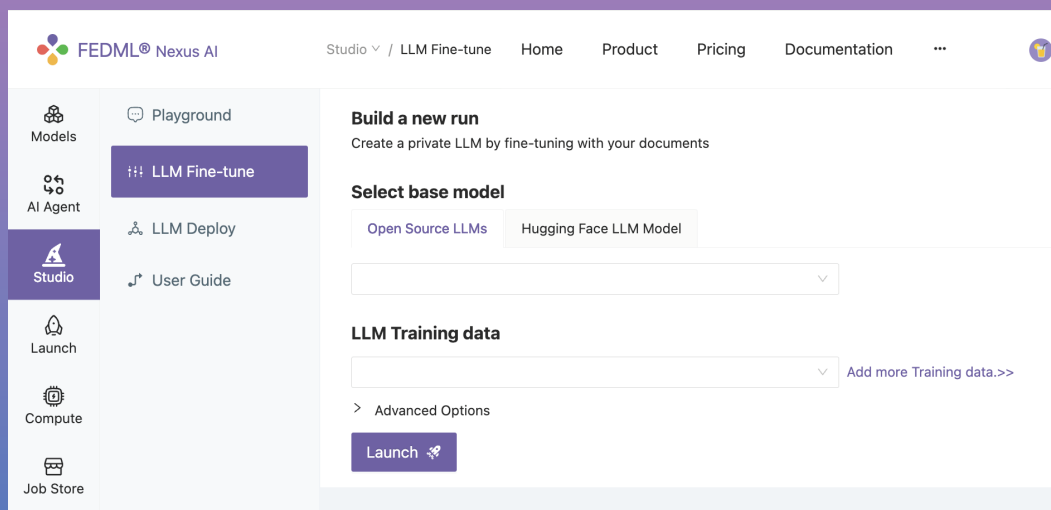 FEDML® Nexus AI
Studio / LLM Fine-tune Home Product Pricing Documentation ...
Models
AI Agent
Studio
Launch
Compute
Job Store
Playground
LLM Fine-tune
LLM Deploy
User Guide
Build a new run
Create a private LLM by fine-tuning with your documents
Select base model
Open Source LLMs Hugging Face LLM Model
LLM Training data
Add more Training data.>>
> Advanced Options
Launch